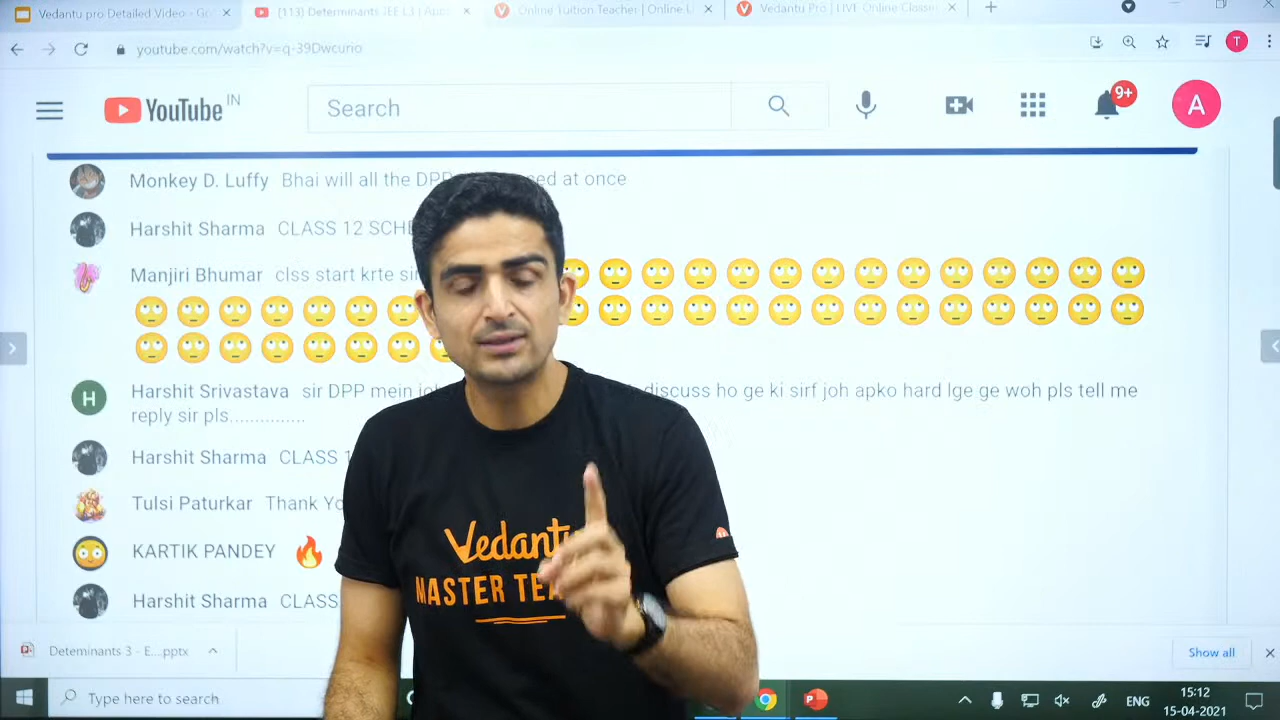 Vedantu pro Detailed Video - Go
[113] Determinants JEE L3 |
Online Tuition Teacher | Online L
Vedantu Pro | LIVE Online Classe
youtube.com/watch?v=q-39Dwcurio
YouTube IN
Search
9+
A
T
Monkey D. Luffy Bhai will all the DPP sed at once
Harshit Sharma CLASS 12 SCHE
Manjiri Bhumar clss start krte sir
Harshit Srivastava sir DPP mein discuss ho ge ki sirf joh apko hard lge ge woh pls tell me
H
reply sir pls...............
Harshit Sharma CLASS 1
Tulsi Paturkar Thank Yo
KARTIK PANDEY
Harshit Sharma CLASS
Vedantu
MASTER TEA
Determinants 3 - E....pptx
Show all
Type here to search
ENG
15:12
15-04-2021